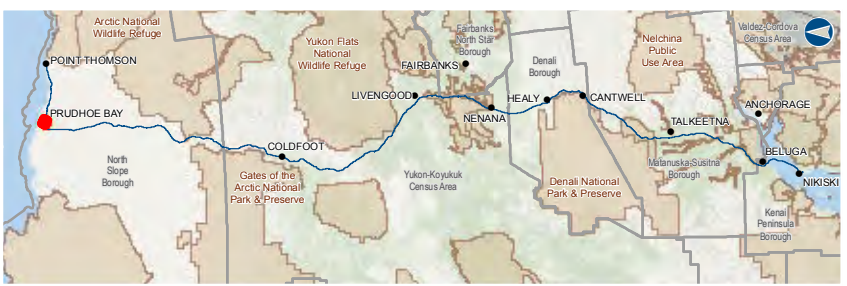 Arctic National
Wildlife Refuge
POINT THOMSON
PRUDHOE BAY
North
Slope
Borough
COLDFOOT
Gates of the
Arctic National
Park & Preserve
Yukon Flats
National
Wildlife Refuge
LIVENGOOD
Fairbanks
North Star
Borough
FAIRBANKS
NENANA
Yukon-Koyukuk
Census Area
Denali
Borough
HEALY
CANTWELL
Denali National
Park & Preserve
Nelchina
Public
Use Area
TALKEETNA
Matanuska-Susitna
Borough
Valdez-Cordova
Census Area
ANCHORAGE
BELUGA
NIKISKI
Kenai
Peninsula
Borough